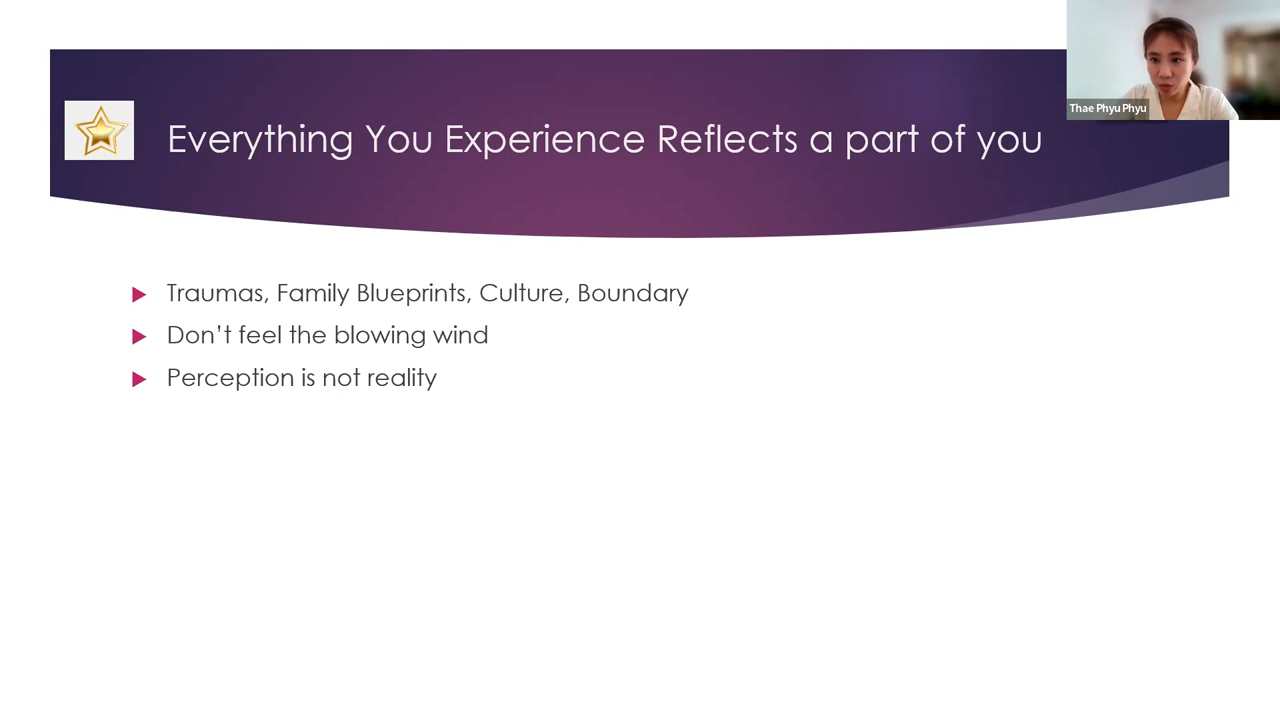 Thae Phyu Phyu
Everything You Experience Reflects a part of you
Traumas, Family Blueprints, Culture, Boundary
Don’t feel the blowing wind
Perception is not reality